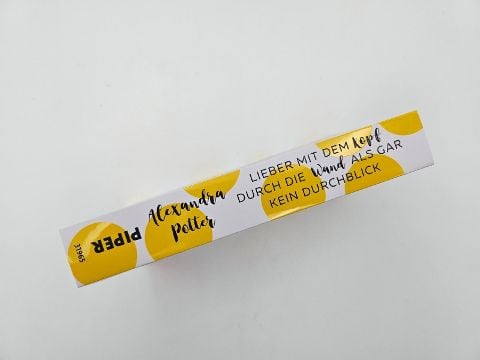 Alexandra
Potter
LIEBER MIT DEM Kopf
DURCH DIE Wand ALS GAR
KEIN DURCHBLICK
PIPER
31965